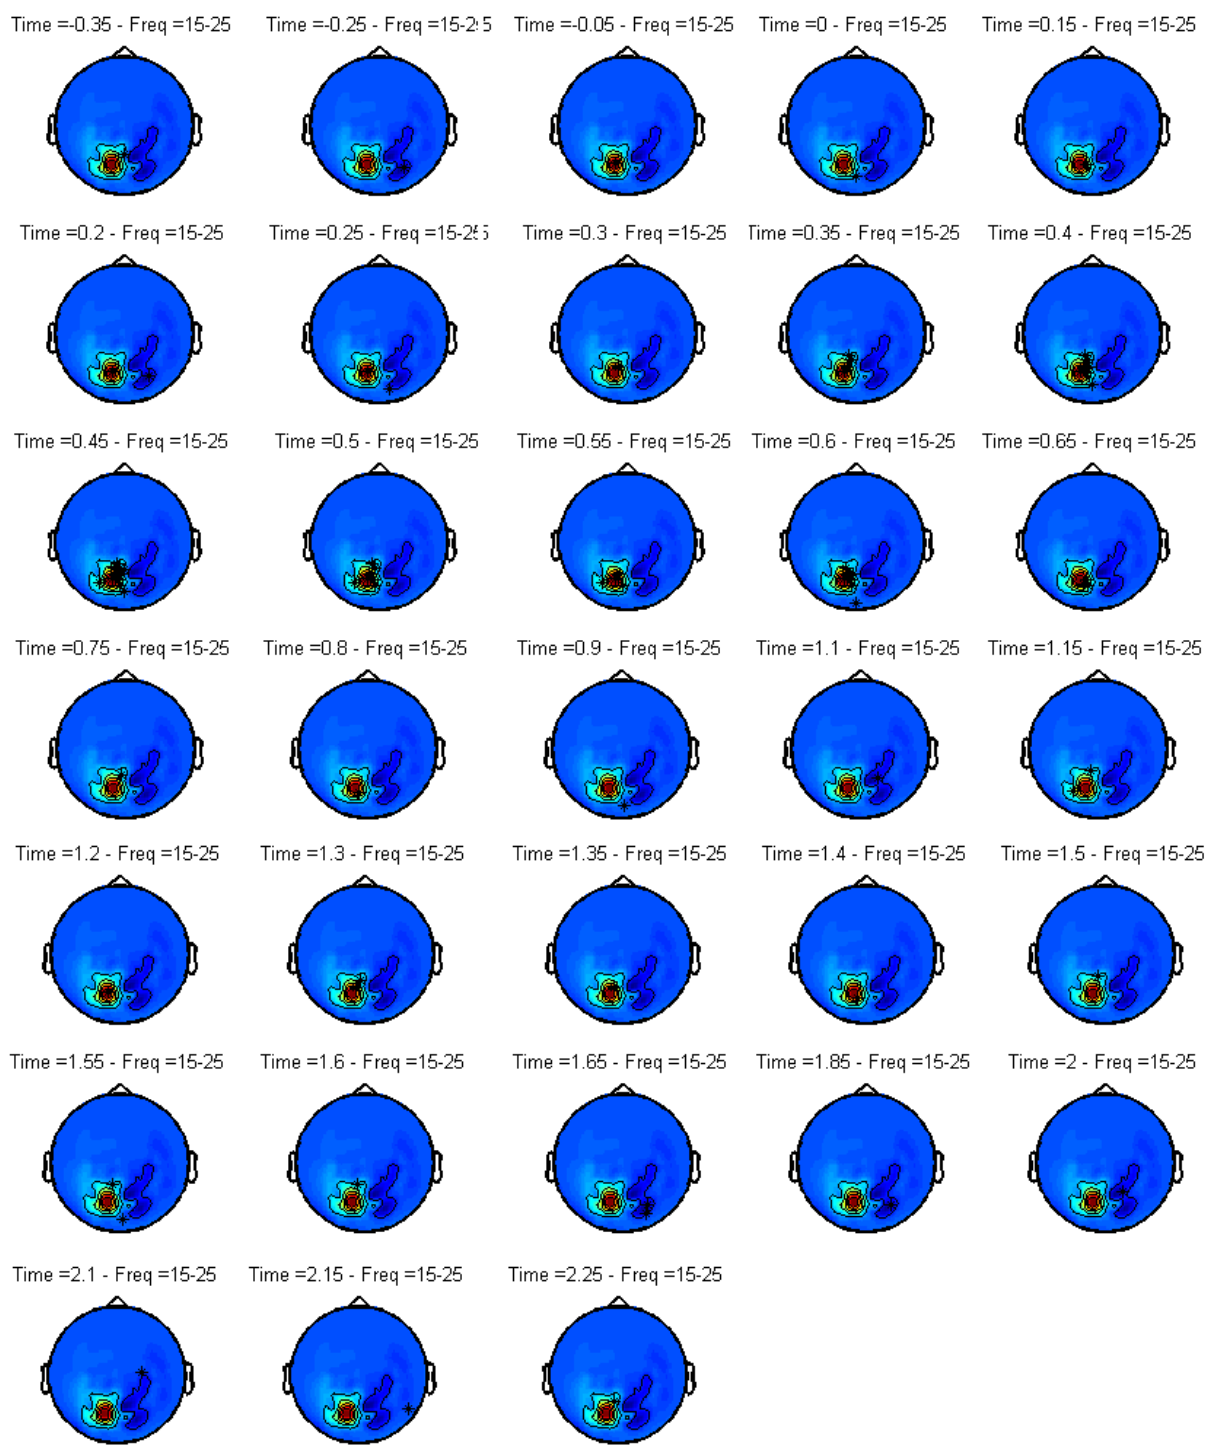 Time =-0.35 - Freq =15-25
Time =-0.25 - Freq =15-25
Time =-0.05 - Freq =15-25
Time =0 - Freq =15-25
Time =0.15 - Freq =15-25
Time =0.2 - Freq =15-25
Time =0.25 - Freq =15-25
Time =0.3 - Freq =15-25
Time =0.35 - Freq =15-25
Time =0.4 - Freq =15-25
Time =0.45 - Freq =15-25
Time =0.5 - Freq =15-25
Time =0.55 - Freq =15-25
Time =0.6 - Freq =15-25
Time =0.65 - Freq =15-25
Time =0.75 - Freq =15-25
Time =0.8 - Freq =15-25
Time =0.9 - Freq =15-25
Time =1.1 - Freq =15-25
Time =1.15 - Freq =15-25
Time =1.2 - Freq =15-25
Time =1.3 - Freq =15-25
Time =1.35 - Freq =15-25
Time =1.4 - Freq =15-25
Time =1.5 - Freq =15-25
Time =1.55 - Freq =15-25
Time =1.6 - Freq =15-25
Time =1.65 - Freq =15-25
Time =1.85 - Freq =15-25
Time =2 - Freq =15-25
Time =2.1 - Freq =15-25
Time =2.15 - Freq =15-25
Time =2.25 - Freq =15-25